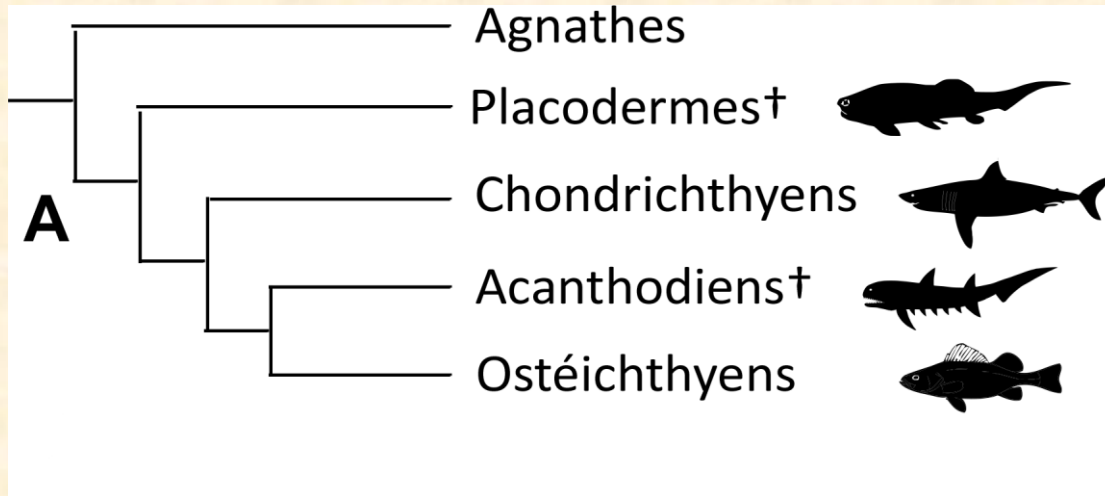 Agnathes
Placodermes†
Chondrichthyens
A
Acanthodiens†
Ostéichthyens